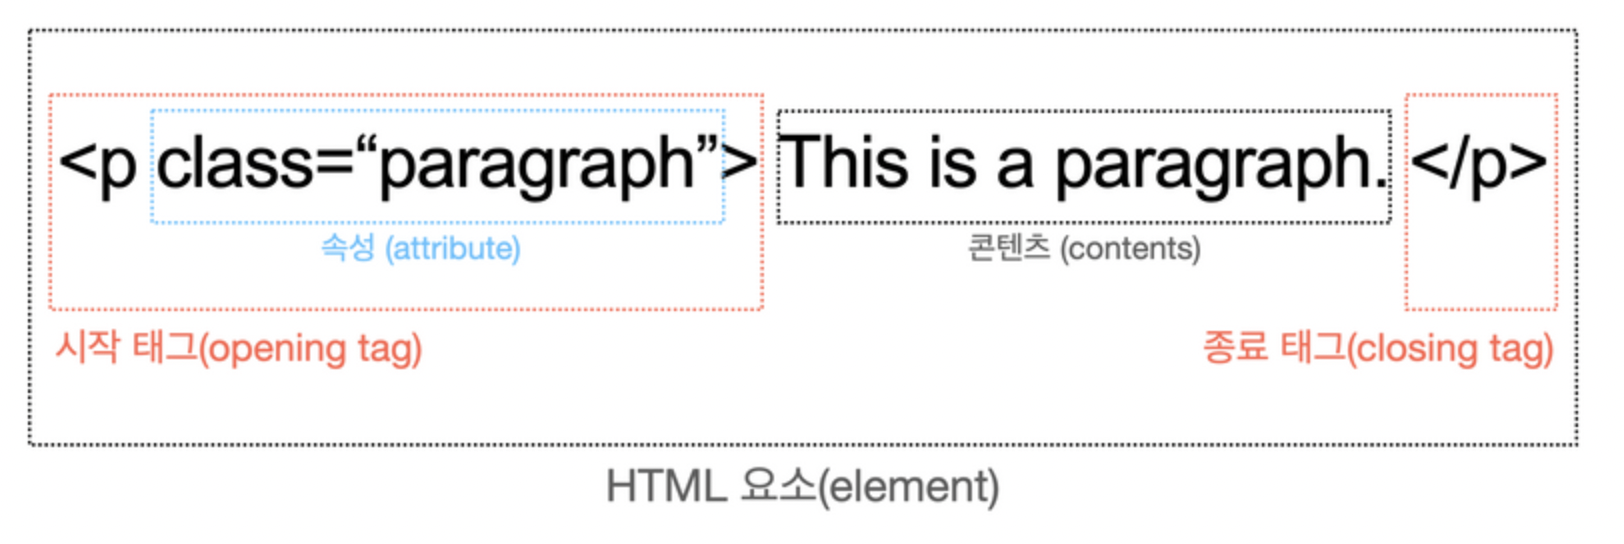 <p class=“paragraph”> This is a paragraph. </p>
속성 (attribute)
콘텐츠 (contents)
시작 태그(opening tag)
종료 태그(closing tag)
HTML 요소(element)